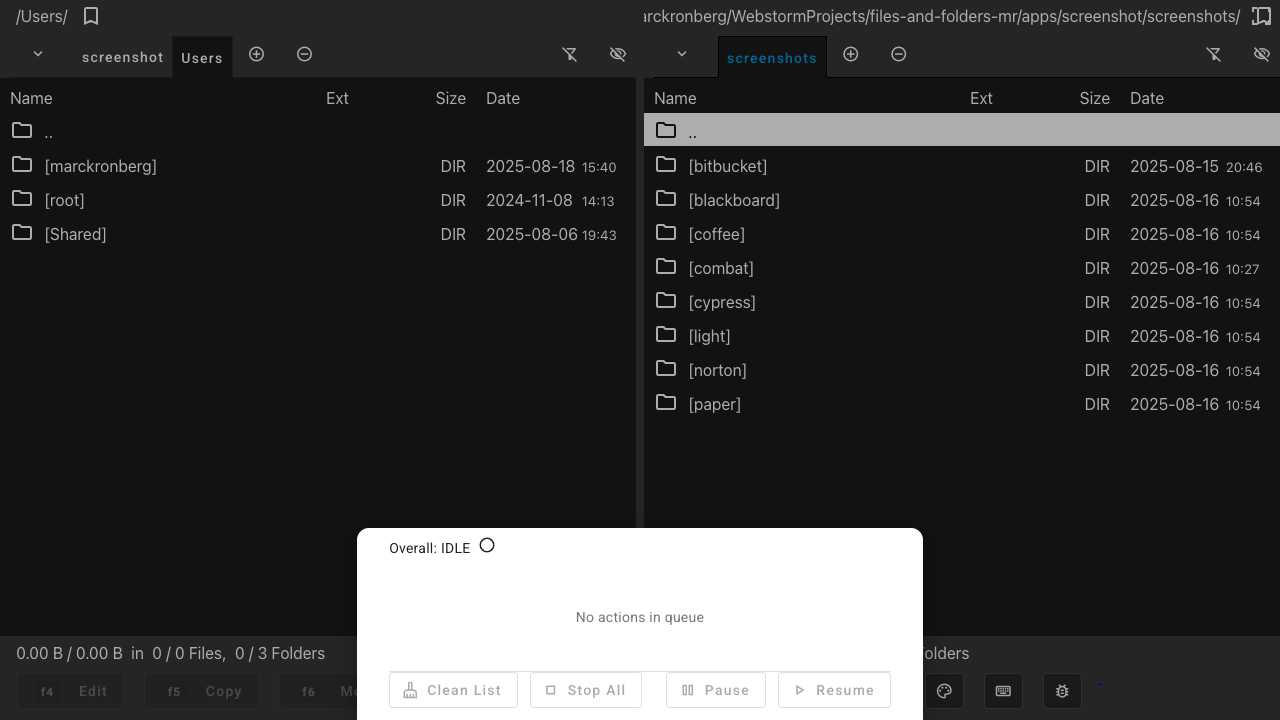 /Users/
arckronberg/WebstormProjects/files-and-folders-mr/apps/screenshot/screenshots/
screenshot Users
screenshots
Name Ext Size Date
..
[marckronberg] DIR 2025-08-18 15:40
[root] DIR 2024-11-08 14:13
[Shared] DIR 2025-08-06 19:43
Name Ext Size Date
..
[bitbucket] DIR 2025-08-15 20:46
[blackboard] DIR 2025-08-16 10:54
[coffee] DIR 2025-08-16 10:54
[combat] DIR 2025-08-16 10:27
[cypress] DIR 2025-08-16 10:54
[light] DIR 2025-08-16 10:54
[norton] DIR 2025-08-16 10:54
[paper] DIR 2025-08-16 10:54
Overall: IDLE
No actions in queue
Clean List Stop All Pause Resume
0.00 B / 0.00 B in 0 / 0 Files, 0 / 3 Folders
olders
f4 Edit f5 Copy f6